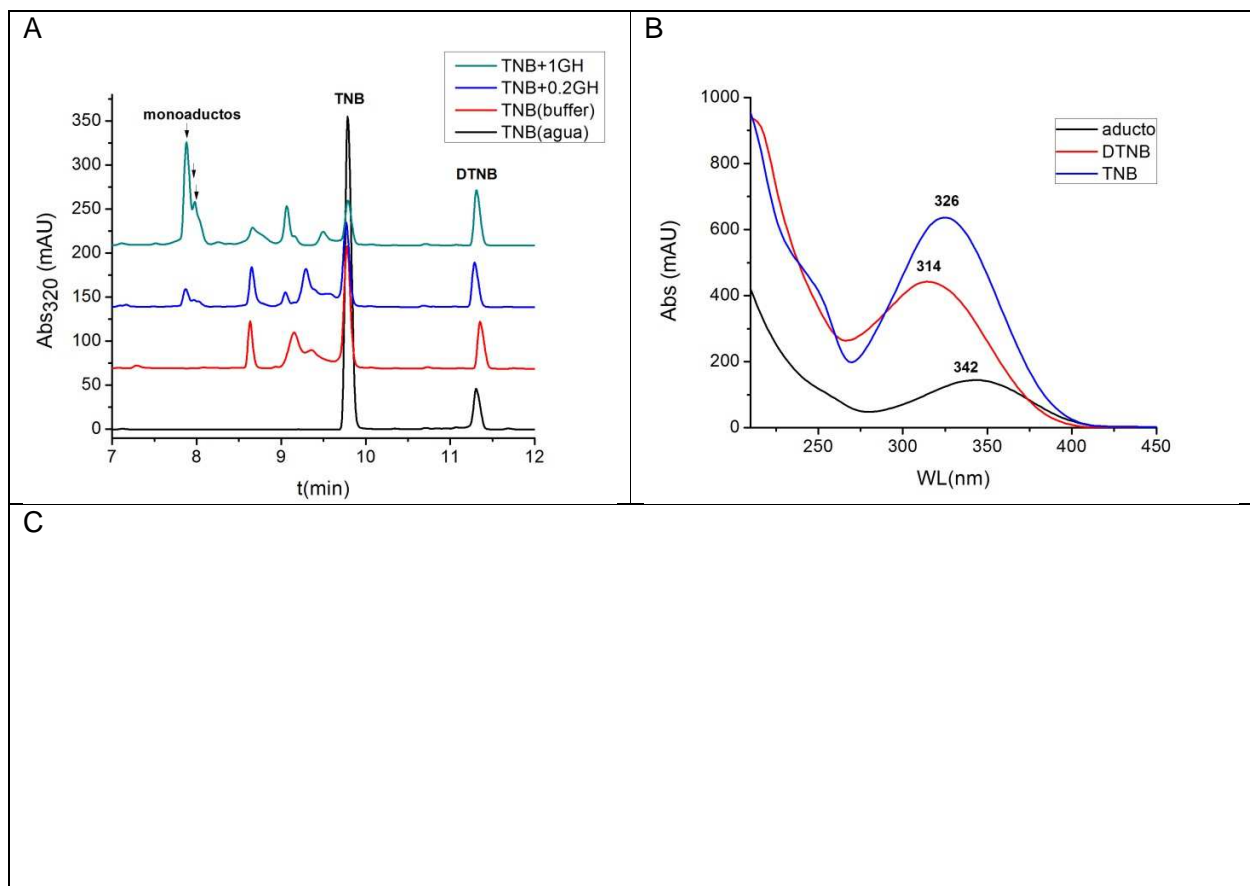 A
TNB+1GH
TNB+0.2GH
TNB(buffer)
TNB(agua)
monoaductos
TNB
DTNB
350
300
250
200
150
100
50
0
Abs320 (mAU)
7 8 9 10 11 12
t(min)
B
aducto
DTNB
TNB
326
314
342
1000
800
600
400
200
0
Abs (mAU)
250 300 350 400 450
WL(nm)
C